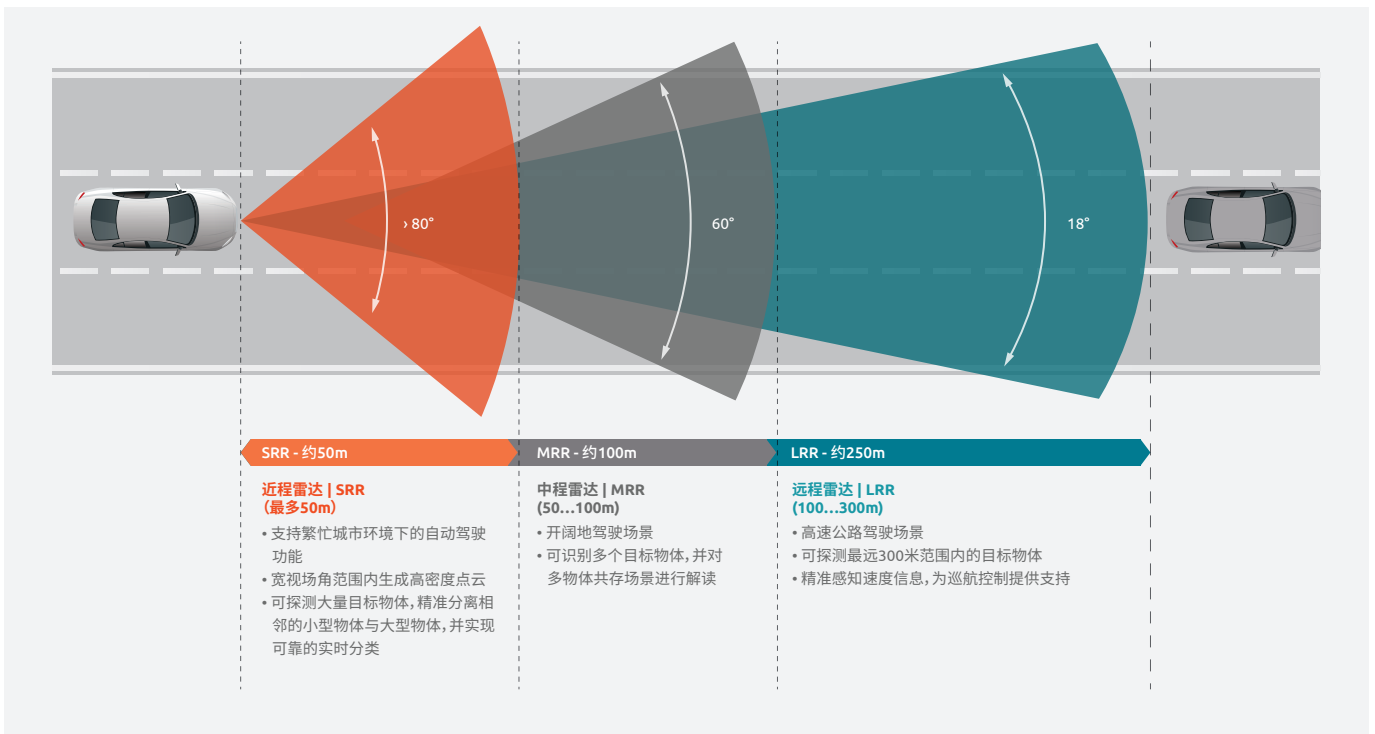 › 80°
60°
18°
SRR - 约50m
MRR - 约100m
LRR - 约250m
近程雷达 | SRR
（最多50m）
• 支持繁忙城市环境下的自动驾驶
功能
• 宽视场角范围内生成高密度点云
• 可探测大量目标物体，精准分离相
邻的小型物体与大型物体，并实现
可靠的实时分类
中程雷达 | MRR
(50…100m)
• 开阔地驾驶场景
• 可识别多个目标物体，并对
多物体共存场景进行解读
远程雷达 | LRR
(100…300m)
• 高速公路驾驶场景
• 可探测最远300米范围内的目标物体
• 精准感知速度信息，为巡航控制提供支持